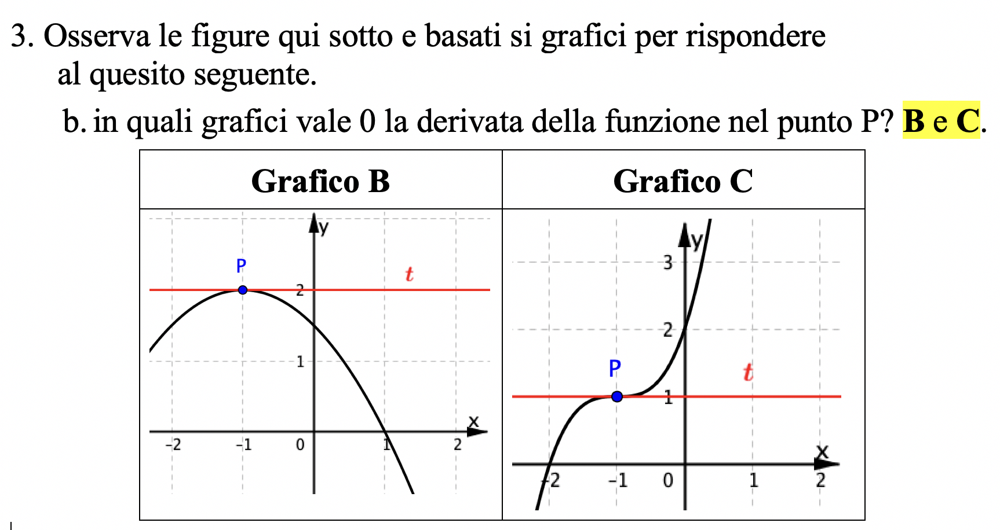 3. Osserva le figure qui sotto e basati si grafici per rispondere
al quesito seguente.
b. in quali grafici vale 0 la derivata della funzione nel punto P? B e C.
Grafico B
Grafico C
y
P
t
2
1
x
-2
-1
0
1
2
y
3
2
P
t
1
x
-2
-1
0
1
2